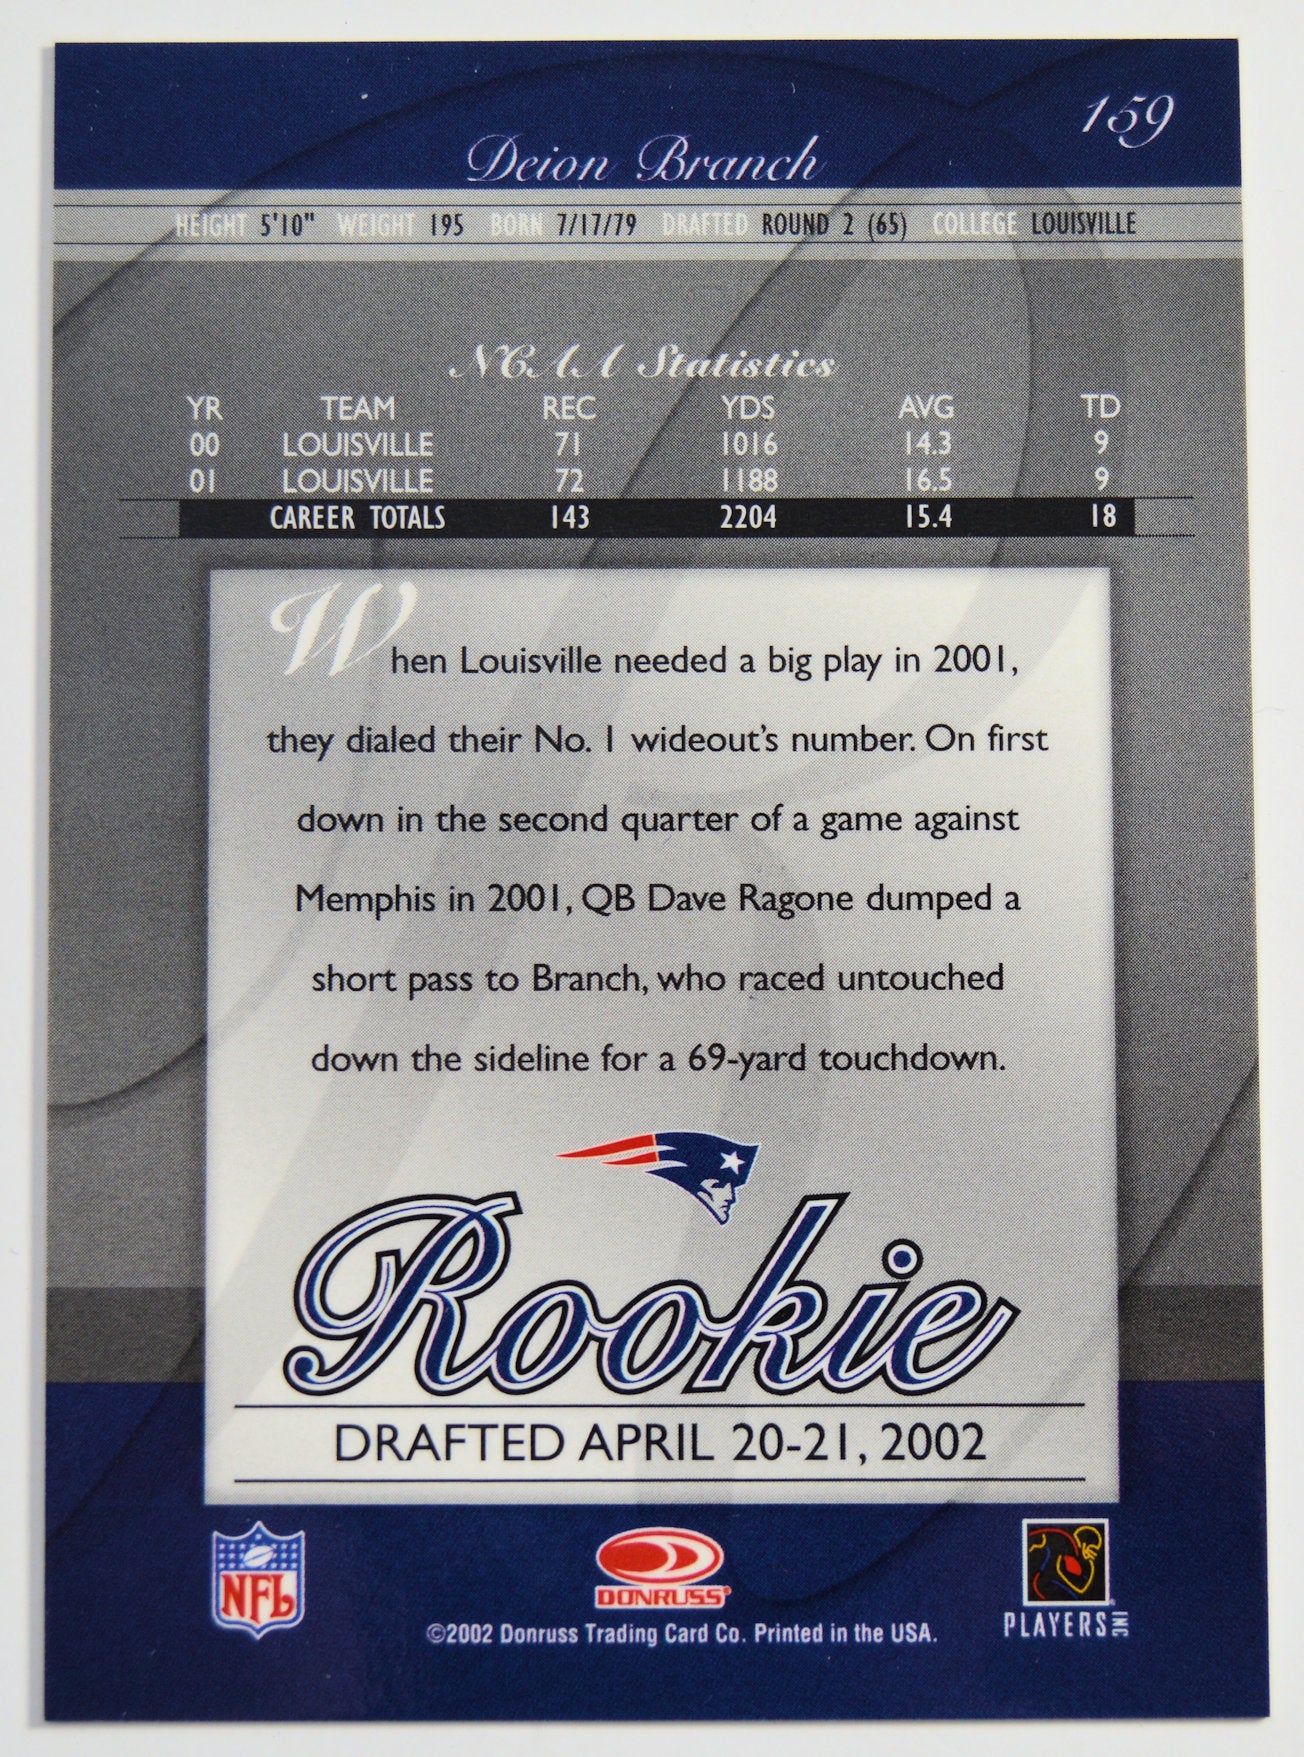 159
Deion Branch
HEIGHT 5'10" WEIGHT 195 BORN 7/17/79 DRAFTED ROUND 2 (65) COLLEGE LOUISVILLE
NCAA Statistics
YR TEAM REC YDS AVG TD
00 LOUISVILLE 71 1016 14.3 9
01 LOUISVILLE 72 1188 16.5 9
CAREER TOTALS 143 2204 15.4 18
When Louisville needed a big play in 2001,
they dialed their No. 1 wideout's number. On first
down in the second quarter of a game against
Memphis in 2001, QB Dave Ragone dumped a
short pass to Branch, who raced untouched
down the sideline for a 69-yard touchdown.
Rookie
DRAFTED APRIL 20-21, 2002
NFL
DONRUSS®
©2002 Donruss Trading Card Co. Printed in the USA.
PLAYERS INC